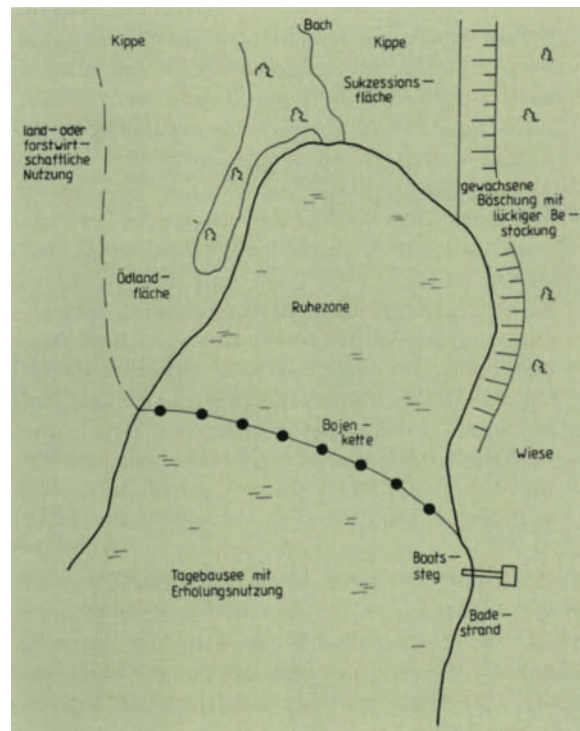 Kippe
Bach
Kippe
Sukzessions-
fläche
land- oder
forstwirt-
schaftliche
Nutzung
gewachsene
Böschung mit
lückiger Be-
stockung
Ödland-
fläche
Ruhezone
Bojen-
kette
Wiese
Boots-
steg
Tagebausee mit
Erholungsnutzung
Bade-
strand